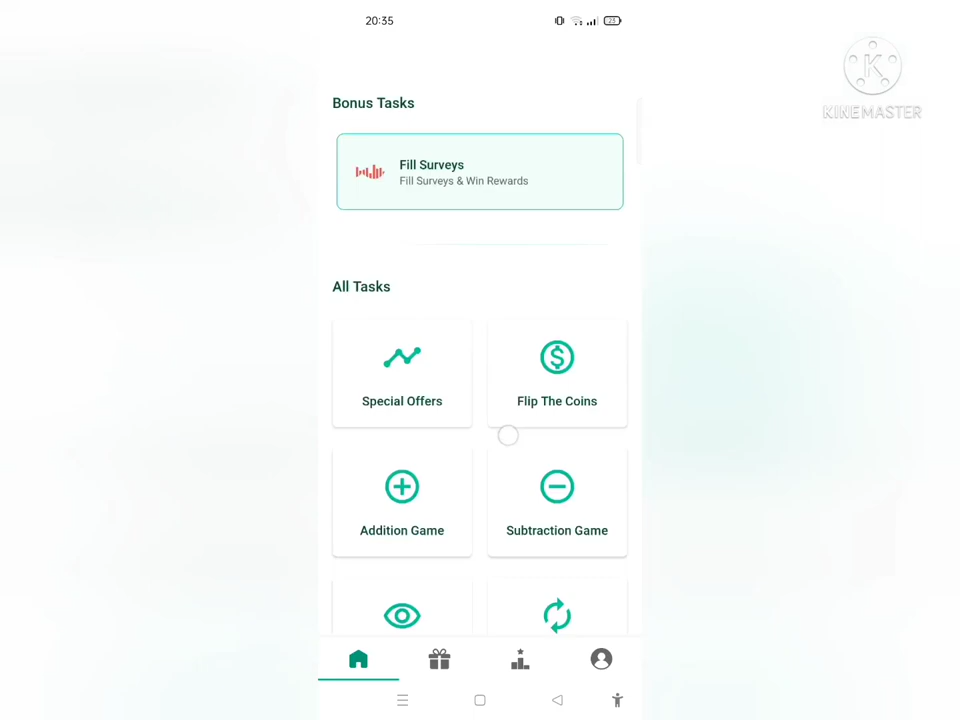 20:35
23
KINEMASTER
Bonus Tasks
Fill Surveys
Fill Surveys & Win Rewards
All Tasks
Special Offers
Flip The Coins
Addition Game
Subtraction Game